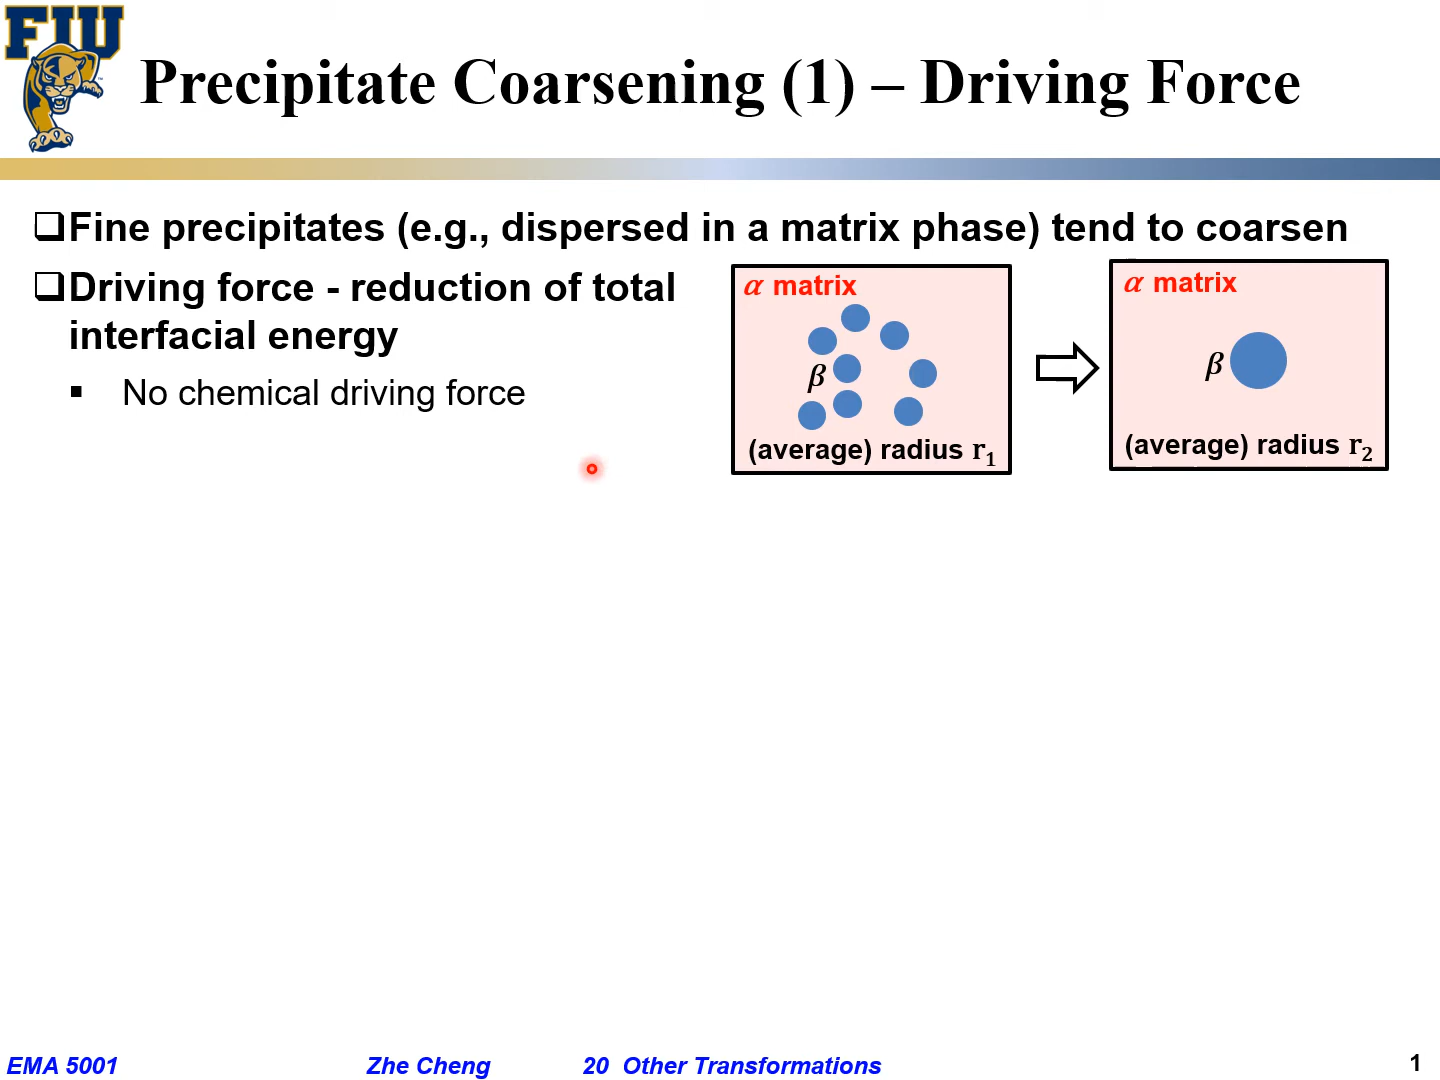 FIU
Precipitate Coarsening (1) – Driving Force
❑Fine precipitates (e.g., dispersed in a matrix phase) tend to coarsen
❑Driving force - reduction of total
interfacial energy
▪ No chemical driving force
α matrix
β
(average) radius r₁
α matrix
β
(average) radius r₂
EMA 5001 Zhe Cheng 20 Other Transformations 1